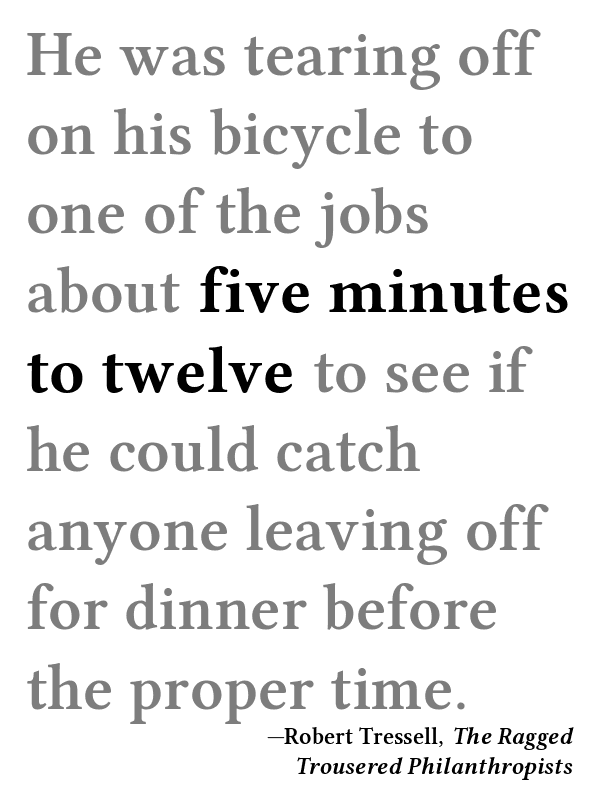 He was tearing off
on his bicycle to
one of the jobs
about five minutes
to twelve to see if
he could catch
anyone leaving off
for dinner before
the proper time.
—Robert Tressell, The Ragged
Trousered Philanthropists